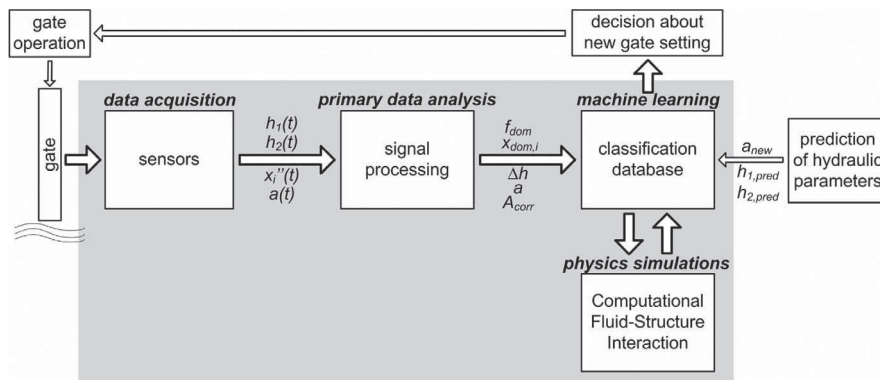 gate
operation
decision about
new gate setting
data acquisition
primary data analysis
machine learning
gate
sensors
h1(t)
h2(t)
xi''(t)
a(t)
signal
processing
fdom
xdom,i
Δh
a
Acorr
classification
database
anew
h1,pred
h2,pred
prediction
of hydraulic
parameters
physics simulations
Computational
Fluid-Structure
Interaction